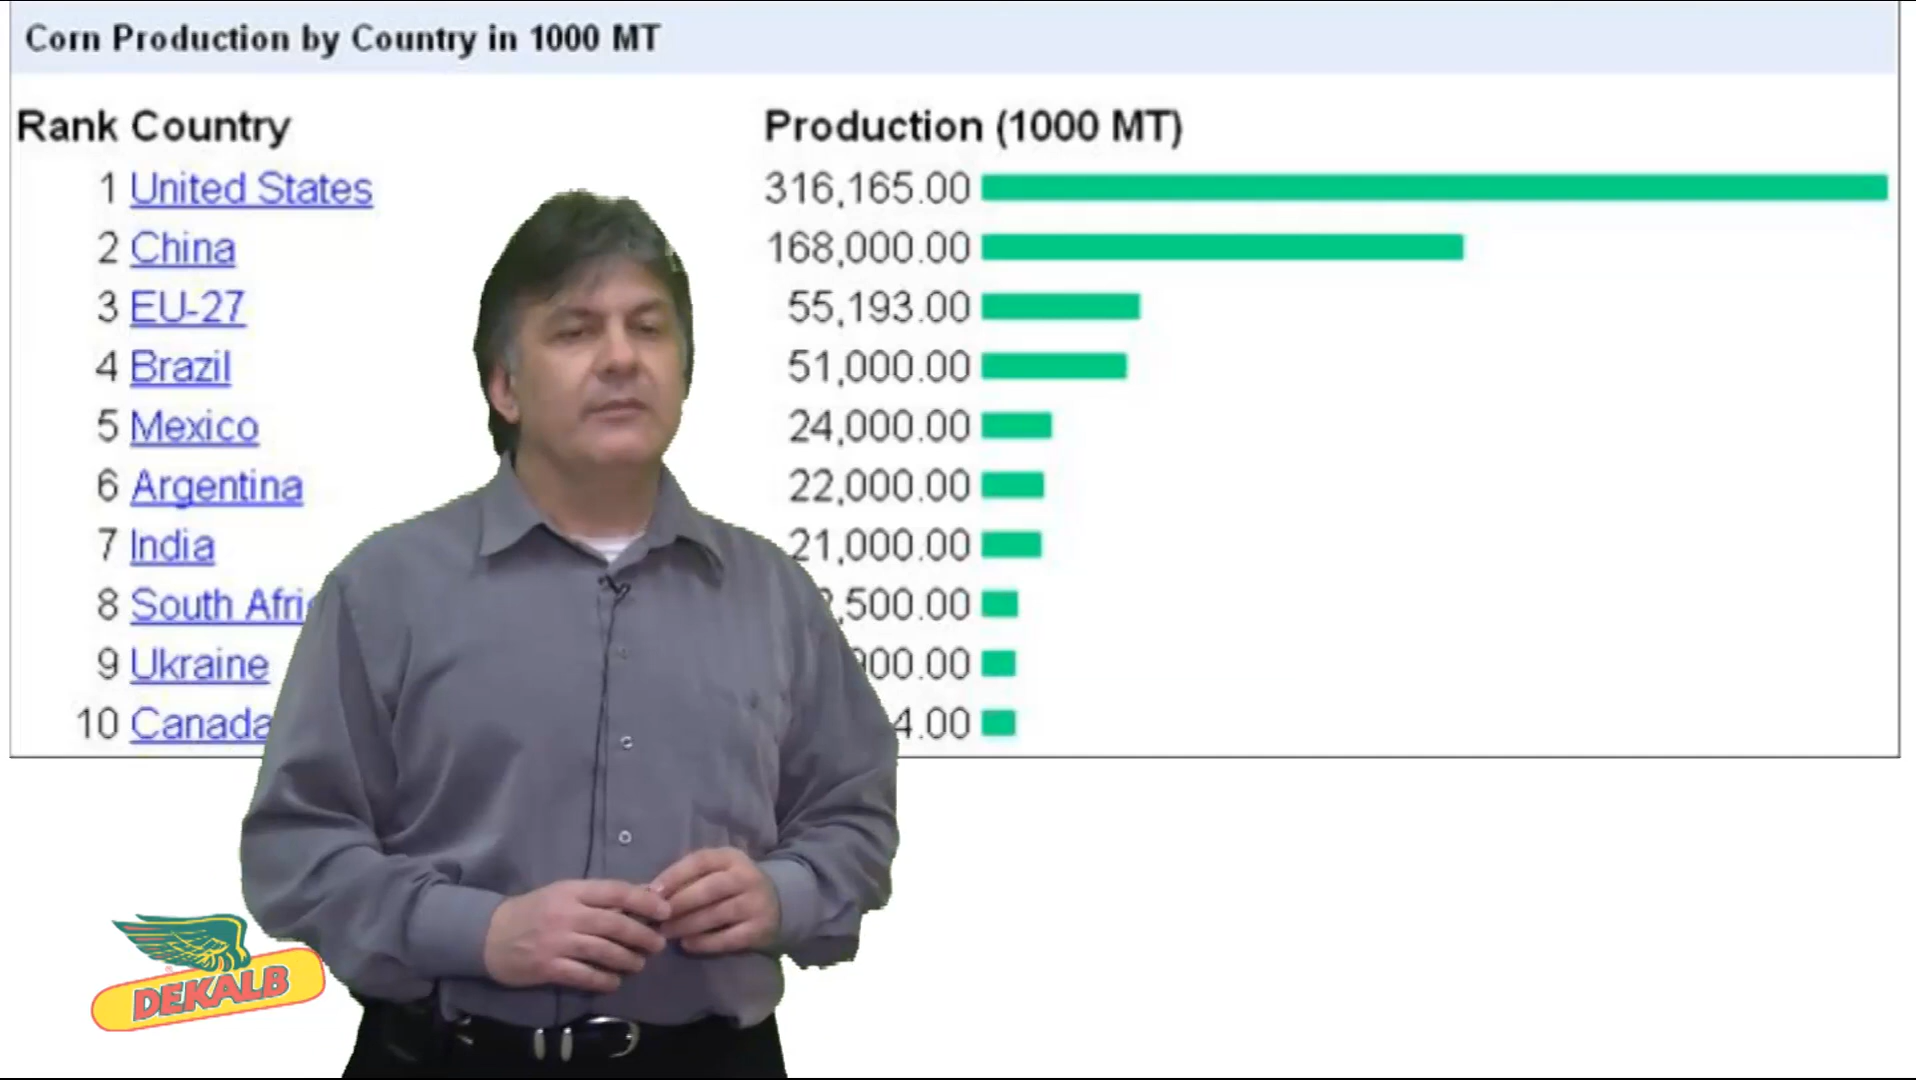 Corn Production by Country in 1000 MT
Rank Country Production (1000 MT)
1 United States 316,165.00
2 China 168,000.00
3 EU-27 55,193.00
4 Brazil 51,000.00
5 Mexico 24,000.00
6 Argentina 22,000.00
7 India 21,000.00
8 South Afri ,500.00
9 Ukraine 00.00
10 Canada 4.00
DEKALB